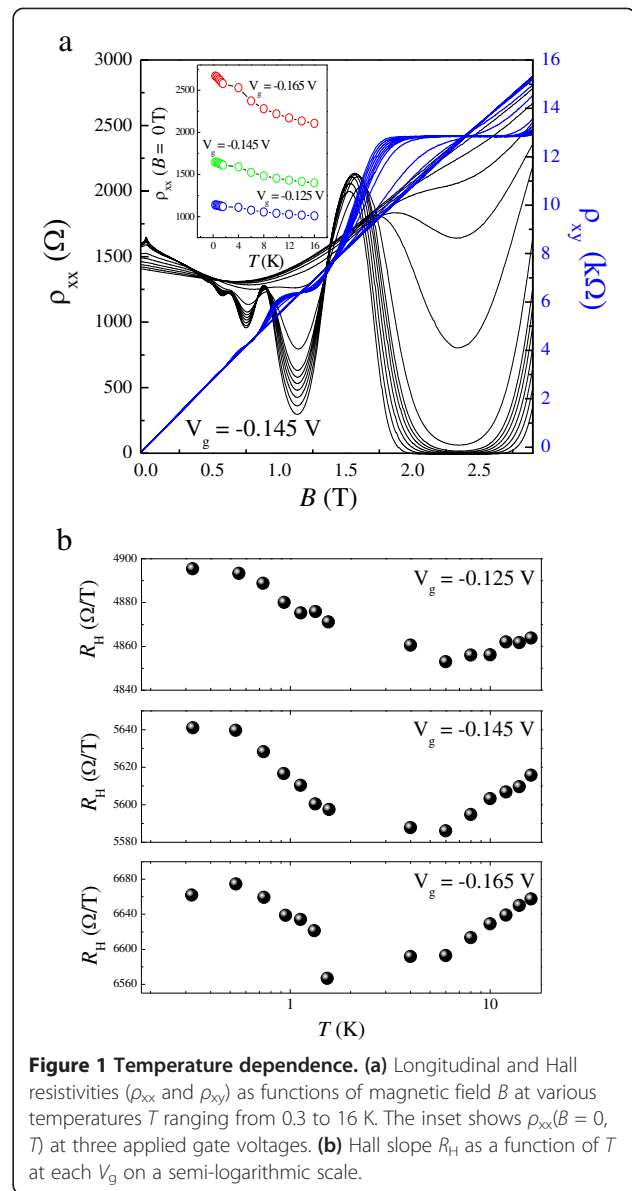 a
3000
2500
2000
1500
1000
500
0
ρxx (Ω)
0.0 0.5 1.0 1.5 2.0 2.5
B (T)
16
14
12
10
8
6
4
2
0
ρxy (kΩ)
Vg = -0.145 V
2500
2000
1500
1000
ρxx (B = 0 T)
0 4 8 12 16
T (K)
Vg = -0.165 V
Vg = -0.145 V
Vg = -0.125 V
b
4900
4880
4860
4840
RH (Ω/T)
Vg = -0.125 V
5640
5620
5600
5580
RH (Ω/T)
Vg = -0.145 V
6680
6640
6600
6560
RH (Ω/T)
Vg = -0.165 V
1 10
T (K)
Figure 1 Temperature dependence. (a) Longitudinal and Hall
resistivities (ρxx and ρxy) as functions of magnetic field B at various
temperatures T ranging from 0.3 to 16 K. The inset shows ρxx(B = 0,
T) at three applied gate voltages. (b) Hall slope RH as a function of T
at each Vg on a semi-logarithmic scale.